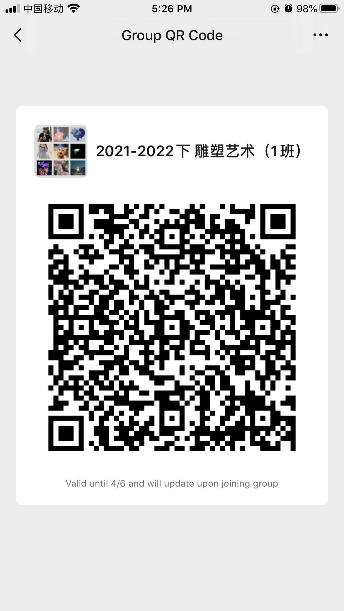 中国移动 5:26 PM 98%
Group QR Code
2021-2022下 雕塑艺术（1班）
Valid until 4/6 and will update upon joining group